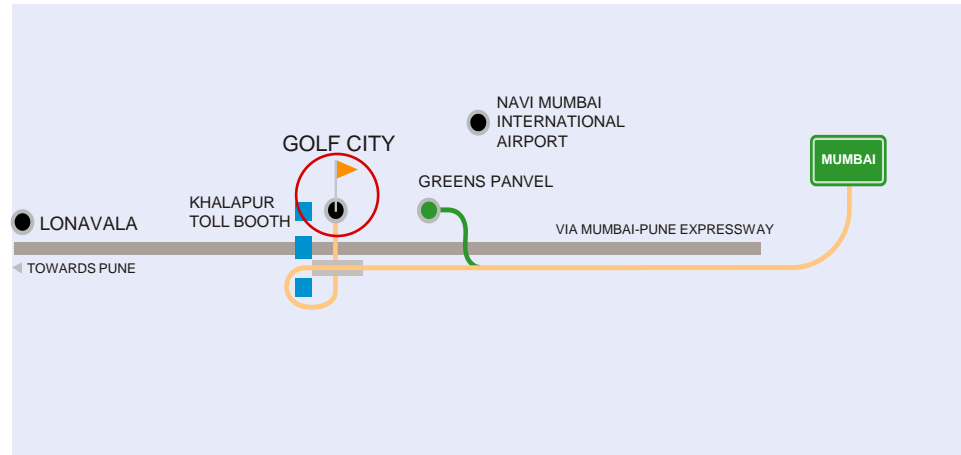 NAVI MUMBAI
INTERNATIONAL
AIRPORT
GOLF CITY
MUMBAI
GREENS PANVEL
KHALAPUR
TOLL BOOTH
LONAVALA
VIA MUMBAI-PUNE EXPRESSWAY
TOWARDS PUNE